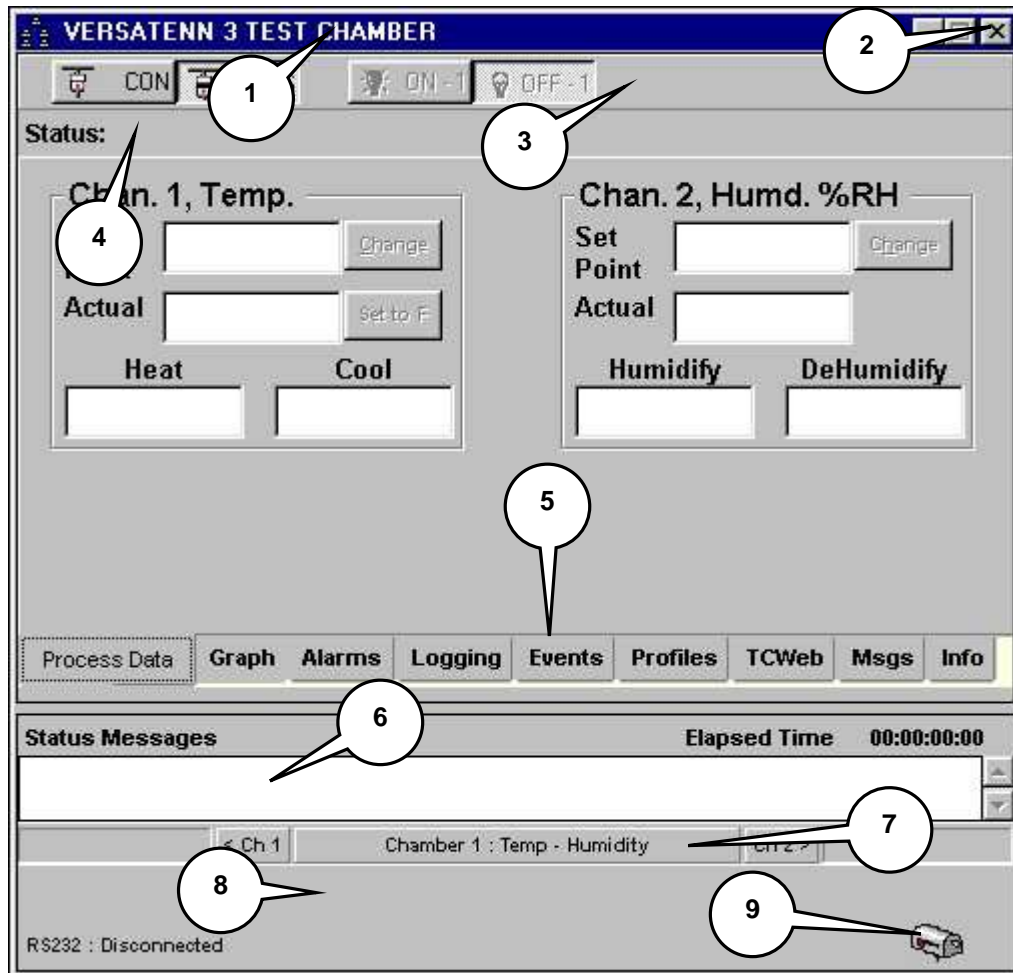 VERSATENN 3 TEST CHAMBER
2
CON
1
ON - 1
OFF - 1
3
Status:
Chan. 1, Temp.
Chan. 2, Humd. %RH
4
Change
Set
Point
Change
Actual
Set to F
Actual
Heat
Cool
Humidify
DeHumidify
5
Process Data
Graph
Alarms
Logging
Events
Profiles
TCWeb
Msgs
Info
6
Status Messages
Elapsed Time 00:00:00:00
7
< Ch 1
Chamber 1 : Temp - Humidity
Ch 2 >
8
9
RS232 : Disconnected